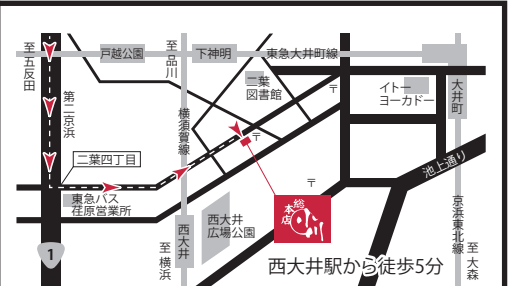 至五反田
戸越公園
至品川
下神明
東急大井町線
第二京浜
横須賀線
二葉
図書館
〒
イトー
ヨーカドー
大井町
〒
二葉四丁目
池上通り
〒
東急バス
荏原営業所
総本店
小川
京浜東北線
西大井
西大井
広場公園
1
至横浜
至大森
西大井駅から徒歩5分